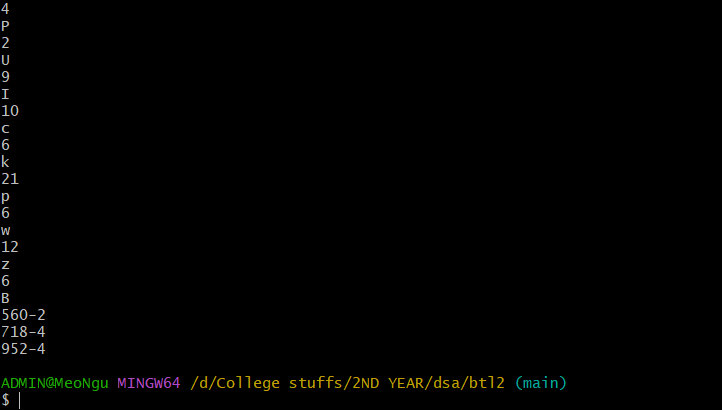 4
P
2
U
9
I
10
c
6
k
21
p
6
w
12
z
6
B
560-2
718-4
952-4
ADMIN@MeoNgu MINGW64 /d/College stuffs/2ND YEAR/dsa/btl2 (main)
$